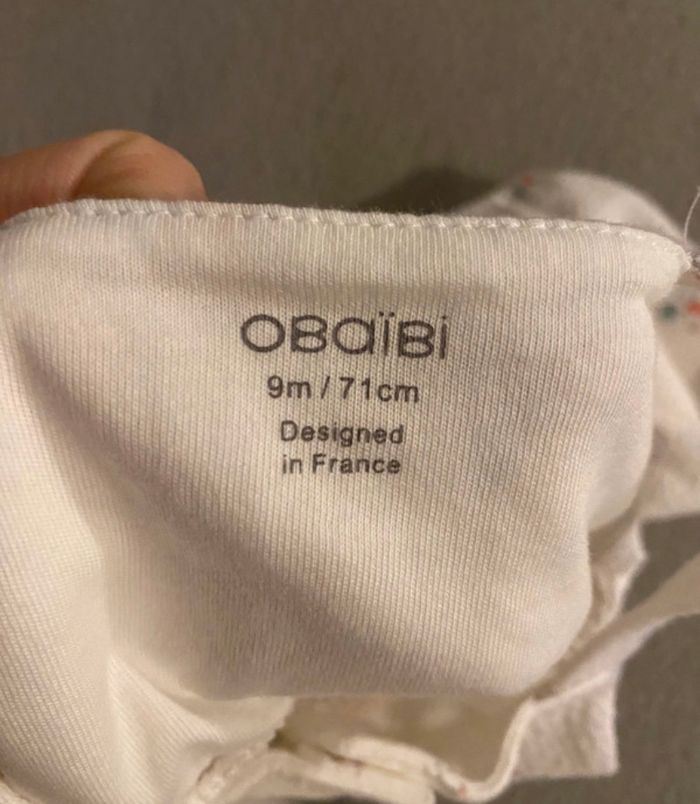 OBaïBi
9m / 71cm
Designed
in France